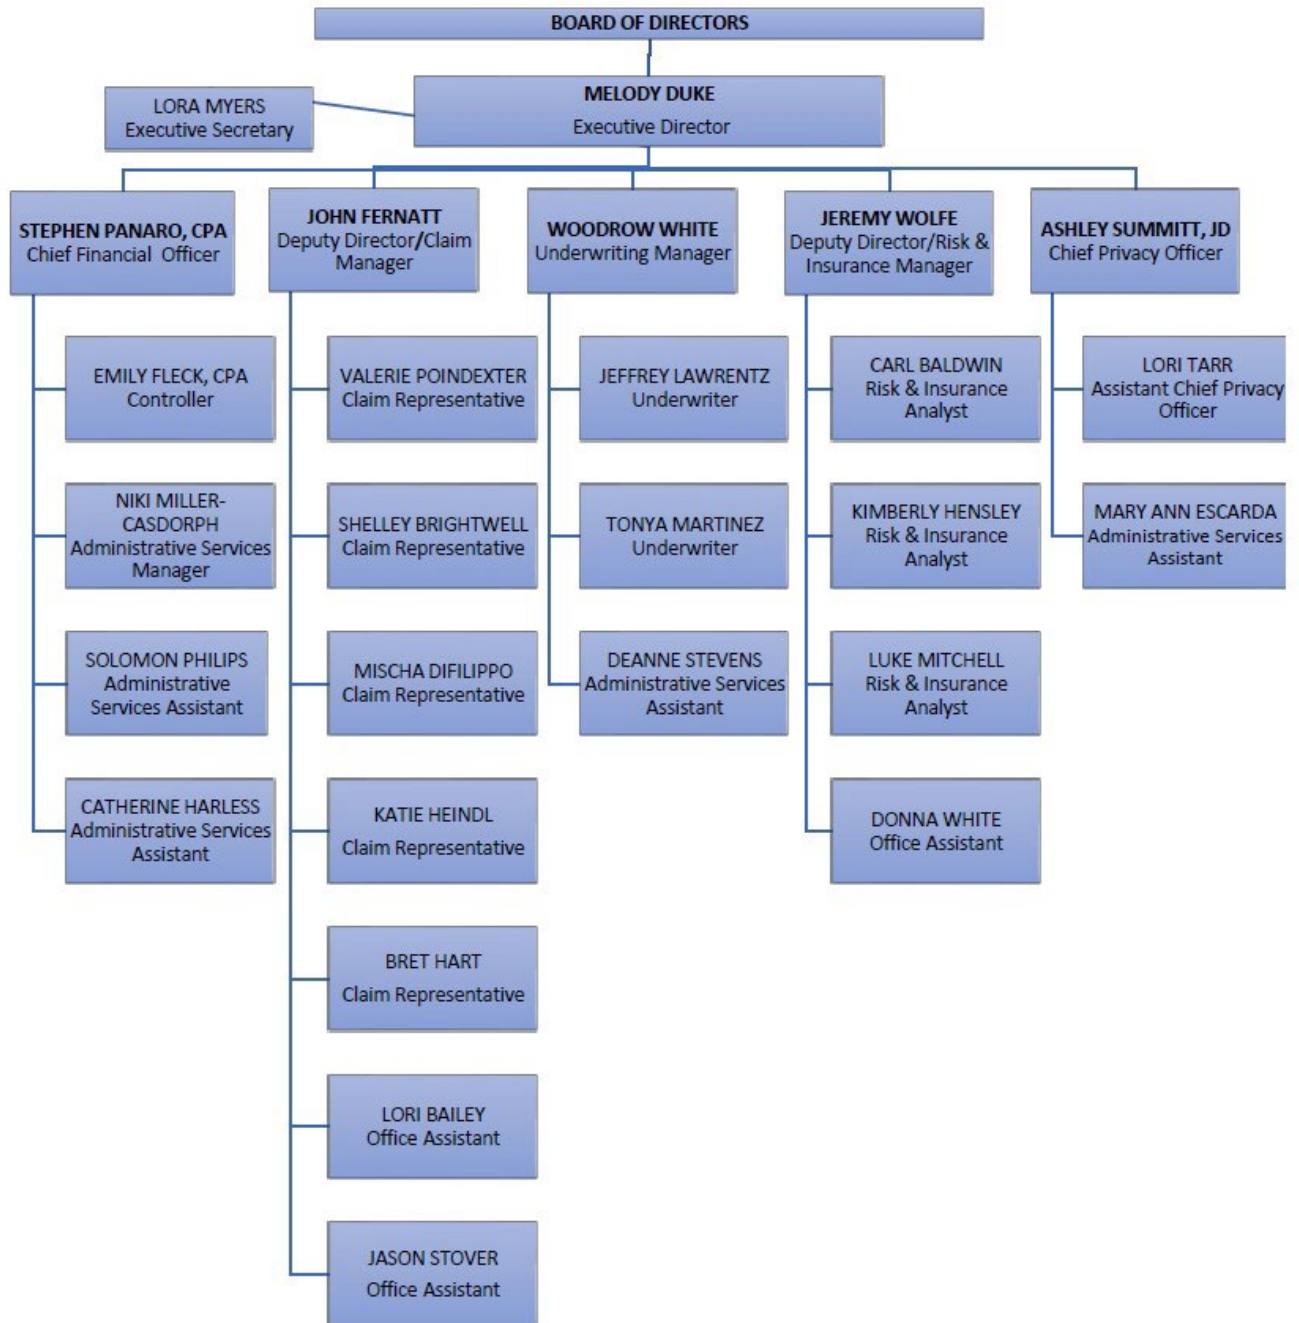 BOARD OF DIRECTORS
LORA MYERS
Executive Secretary
MELODY DUKE
Executive Director
STEPHEN PANARO, CPA
Chief Financial Officer
JOHN FERNATT
Deputy Director/Claim
Manager
WOODROW WHITE
Underwriting Manager
JEREMY WOLFE
Deputy Director/Risk &
Insurance Manager
ASHLEY SUMMITT, JD
Chief Privacy Officer
EMILY FLECK, CPA
Controller
NIKI MILLER-
CASDORPH
Administrative Services
Manager
SOLOMON PHILIPS
Administrative
Services Assistant
CATHERINE HARLESS
Administrative Services
Assistant
VALERIE POINDEXTER
Claim Representative
SHELLEY BRIGHTWELL
Claim Representative
MISCHA DIFILIPPO
Claim Representative
KATIE HEINDL
Claim Representative
BRET HART
Claim Representative
LORI BAILEY
Office Assistant
JASON STOVER
Office Assistant
JEFFREY LAWRENTZ
Underwriter
TONYA MARTINEZ
Underwriter
DEANNE STEVENS
Administrative Services
Assistant
CARL BALDWIN
Risk & Insurance
Analyst
KIMBERLY HENSLEY
Risk & Insurance
Analyst
LUKE MITCHELL
Risk & Insurance
Analyst
DONNA WHITE
Office Assistant
LORI TARR
Assistant Chief Privacy
Officer
MARY ANN ESCARDA
Administrative Services
Assistant